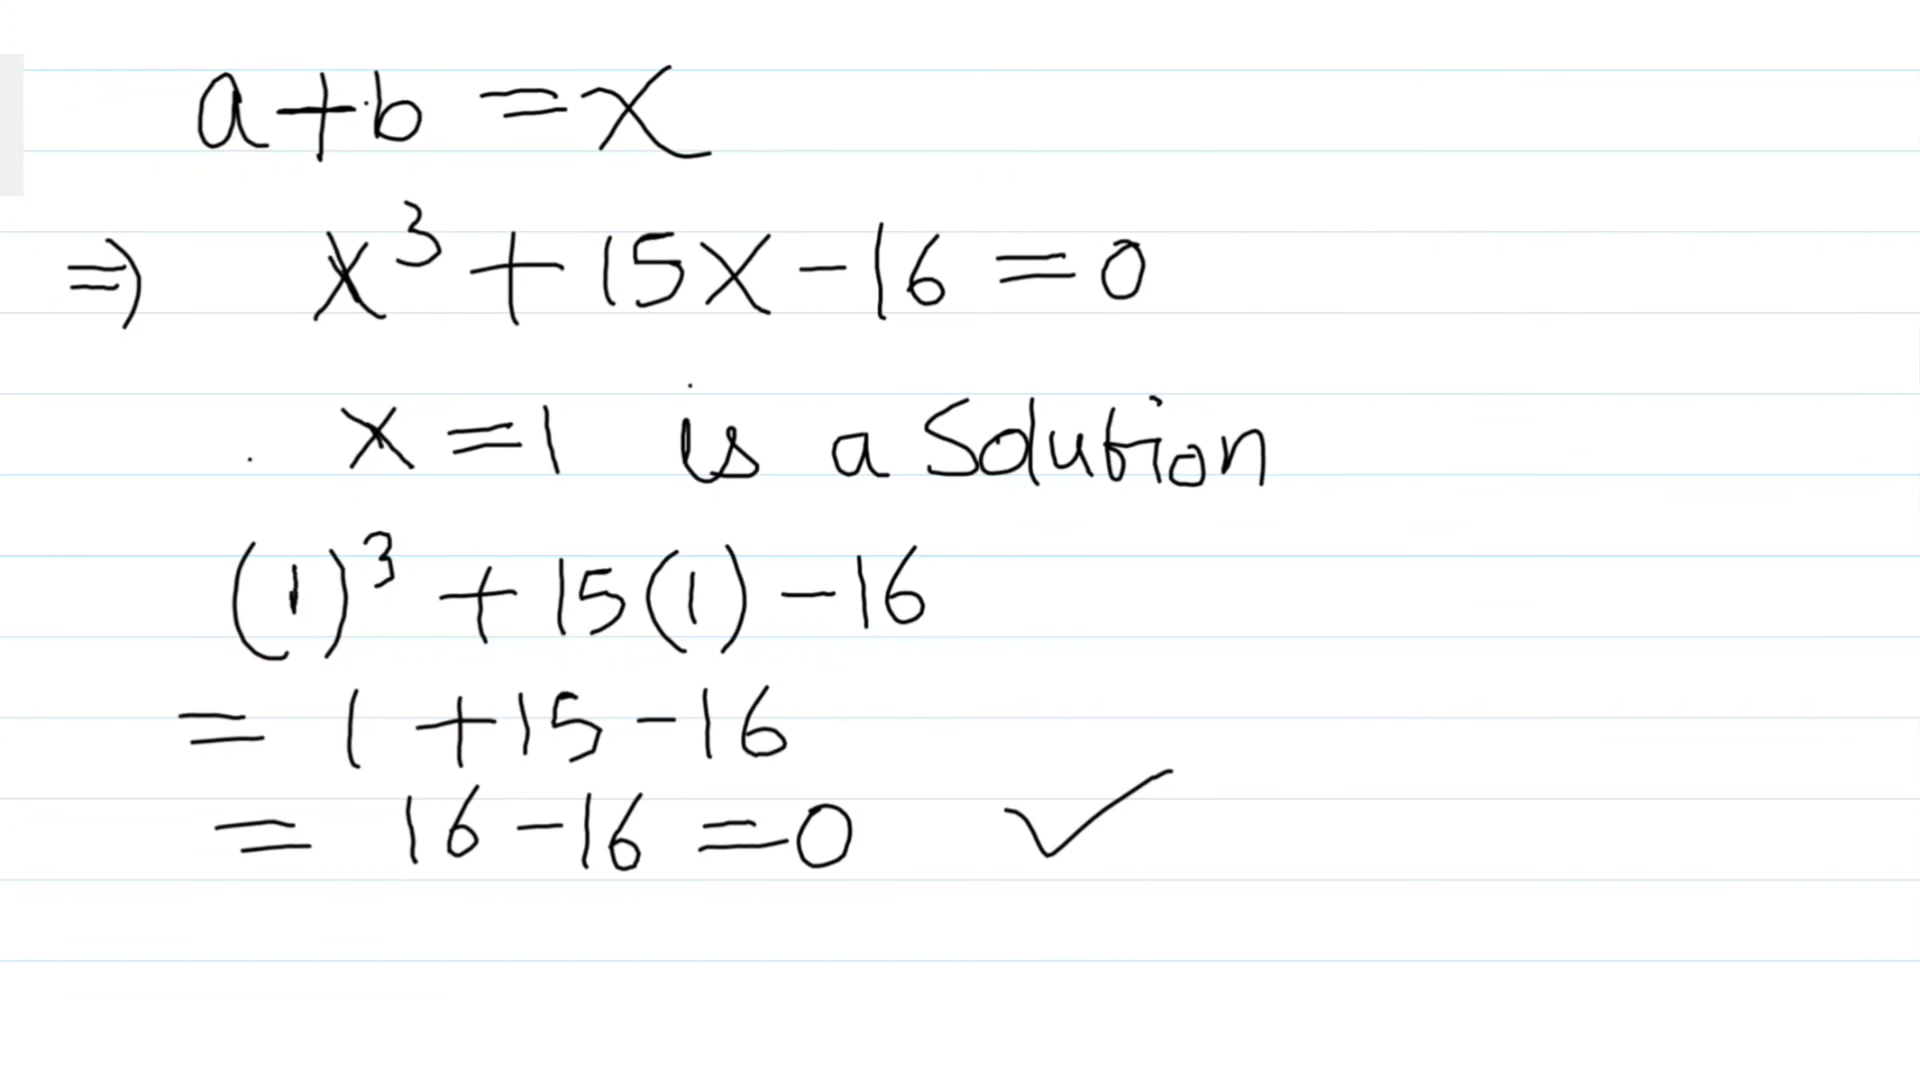 a+b = x
⇒ x³ + 15x - 16 = 0
x = 1 is a solution
(1)³ + 15(1) - 16
= 1 + 15 - 16
= 16 - 16 = 0 ✓